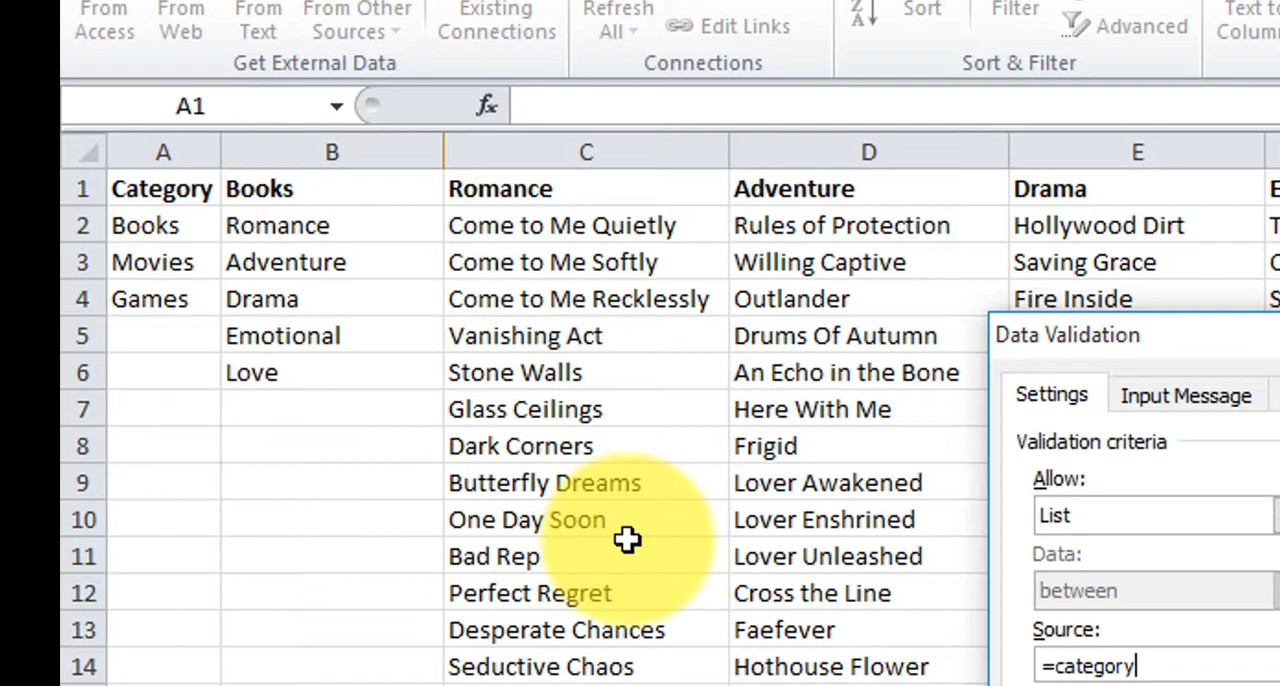 From Access From Web From Text From Other Sources Existing Connections Refresh All Edit Links Sort Filter Advanced Text to
Get External Data Connections Sort & Filter
A1 fx
A B C D E
1 Category Books Romance Adventure Drama
2 Books Romance Come to Me Quietly Rules of Protection Hollywood Dirt
3 Movies Adventure Come to Me Softly Willing Captive Saving Grace
4 Games Drama Come to Me Recklessly Outlander Fire Inside
5 Emotional Vanishing Act Drums Of Autumn
6 Love Stone Walls An Echo in the Bone
7 Glass Ceilings Here With Me
8 Dark Corners Frigid
9 Butterfly Dreams Lover Awakened
10 One Day Soon Lover Enshrined
11 Bad Rep Lover Unleashed
12 Perfect Regret Cross the Line
13 Desperate Chances Faefever
14 Seductive Chaos Hothouse Flower
Data Validation
Settings Input Message
Validation criteria
Allow:
List
Data:
between
Source:
=category